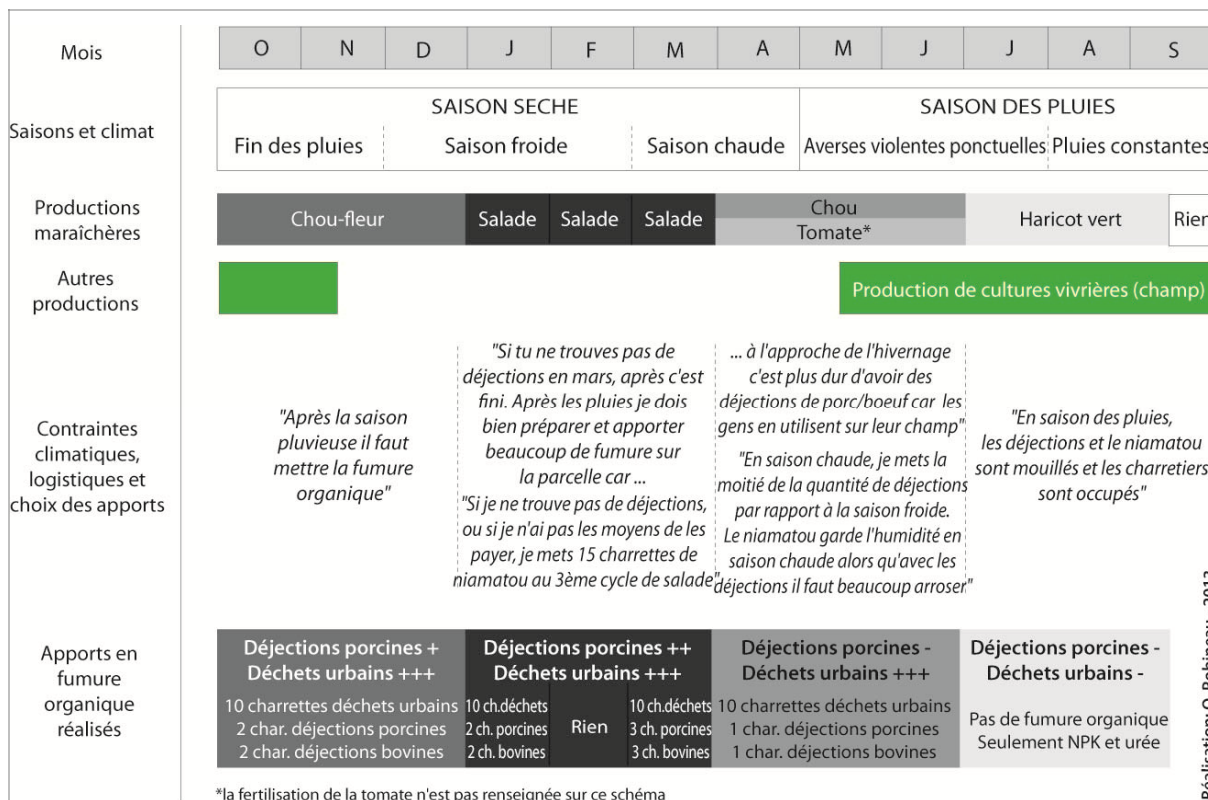 Mois
O N D J F M A M J J A S
Saisons et climat
SAISON SECHE
SAISON DES PLUIES
Fin des pluies
Saison froide
Saison chaude
Averses violentes ponctuelles
Pluies constantes
Productions
maraîchères
Chou-fleur
Salade
Salade
Salade
Chou
Tomate*
Haricot vert
Rien
Autres
productions
Production de cultures vivrières (champ)
Contraintes
climatiques,
logistiques et
choix des apports
"Après la saison
pluvieuse il faut
mettre la fumure
organique"
"Si tu ne trouves pas de
déjections en mars, après c'est
fini. Après les pluies je dois
bien préparer et apporter
beaucoup de fumure sur
la parcelle car ...
"Si je ne trouve pas de déjections,
ou si je n'ai pas les moyens de les
payer, je mets 15 charrettes de
niamatou au 3ème cycle de salade"
... à l'approche de l'hivernage
c'est plus dur d'avoir des
déjections de porc/boeuf car les
gens en utilisent sur leur champ"
"En saison chaude, je mets la
moitié de la quantité de déjections
par rapport à la saison froide.
Le niamatou garde l'humidité en
saison chaude alors qu'avec les
déjections il faut beaucoup arroser"
"En saison des pluies,
les déjections et le niamatou
sont mouillés et les charretiers
sont occupés"
Apports en
fumure
organique
réalisés
Déjections porcines +
Déchets urbains +++
10 charrettes déchets urbains
2 char. déjections porcines
2 char. déjections bovines
Déjections porcines ++
Déchets urbains +++
10 ch.déchets
2 ch. porcines
2 ch. bovines
Rien
10 ch.déchets
3 ch. porcines
3 ch. bovines
Déjections porcines -
Déchets urbains +++
10 charrettes déchets urbains
1 char. déjections porcines
1 char. déjections bovines
Déjections porcines -
Déchets urbains -
Pas de fumure organique
Seulement NPK et urée
*la fertilisation de la tomate n'est pas renseignée sur ce schéma
Réalisation: O. Robineau